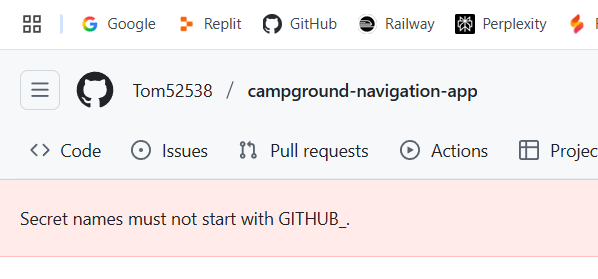 Google Replit GitHub Railway Perplexity
Tom52538 / campground-navigation-app
Code Issues Pull requests Actions
Secret names must not start with GITHUB_.